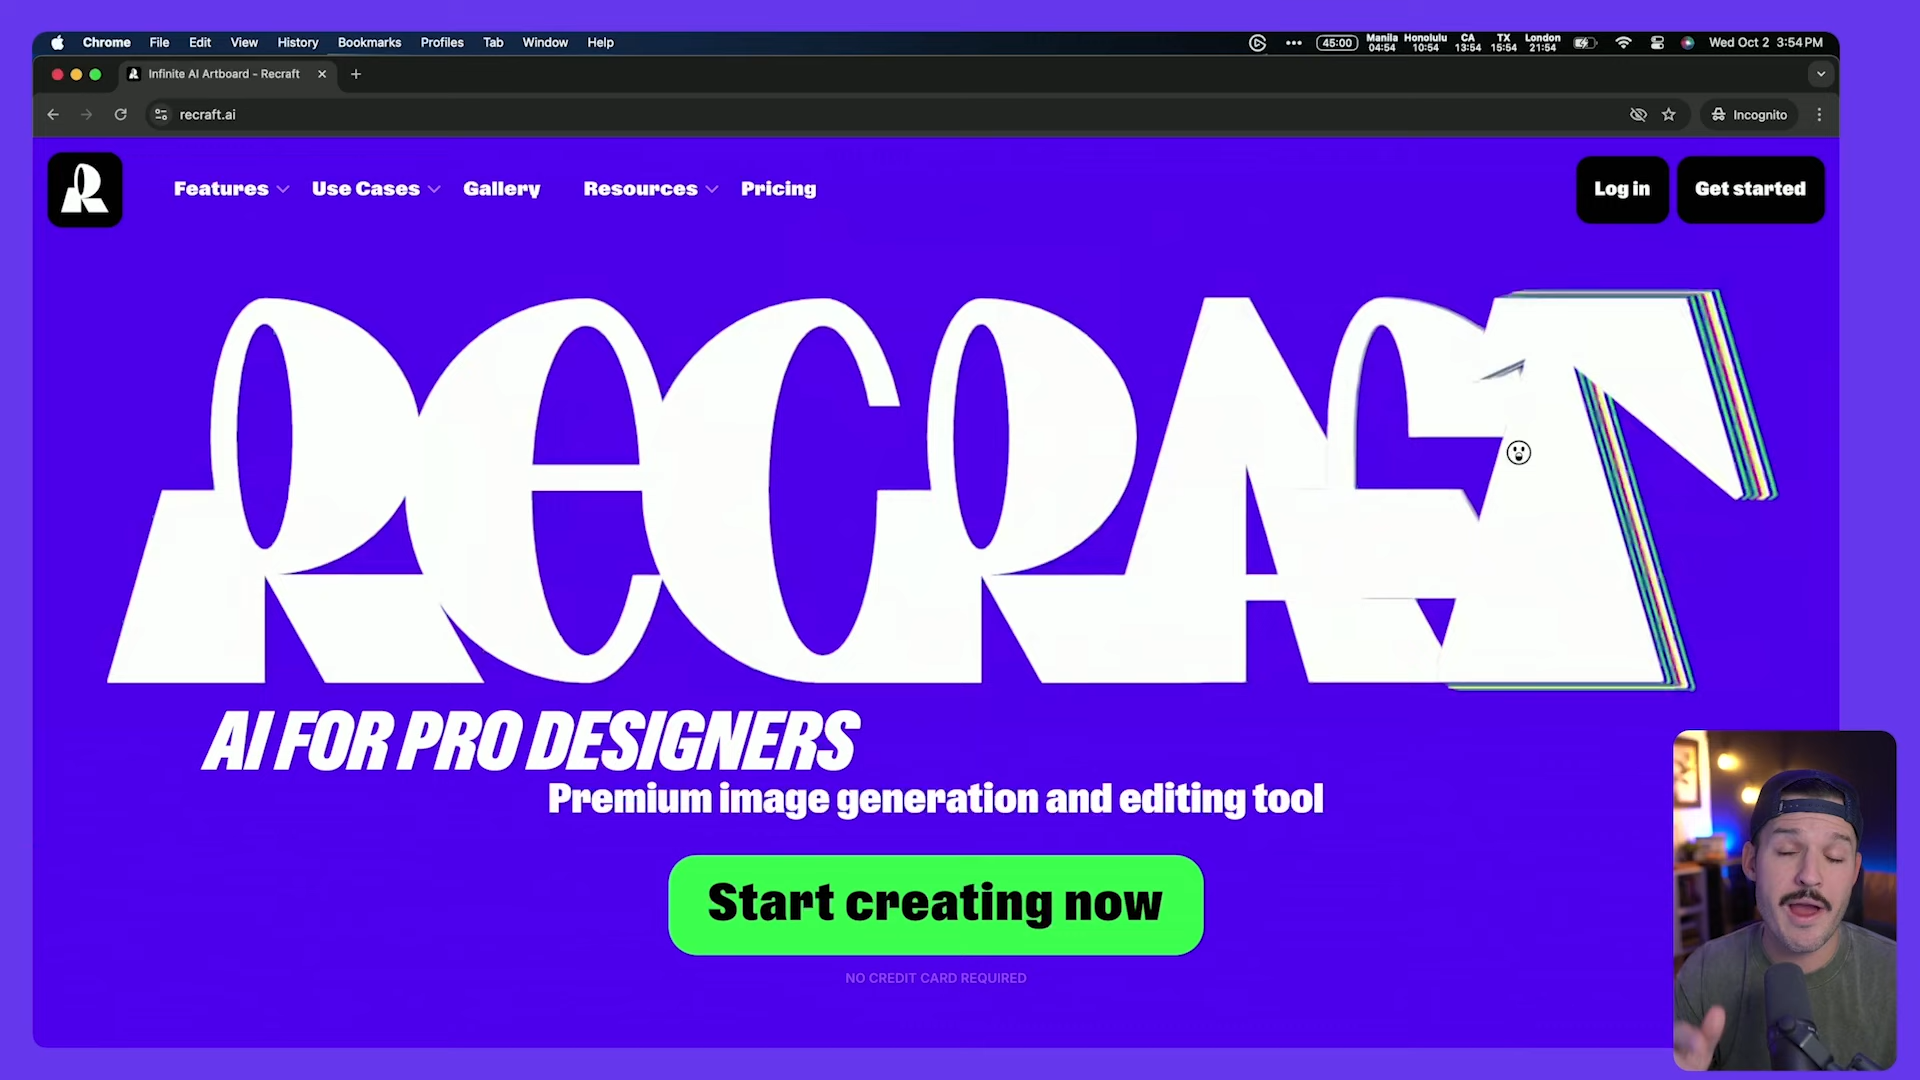 Chrome File Edit View History Bookmarks Profiles Tab Window Help
45:00
Manila Honolulu CA TX London
04:54 10:54 13:54 15:54 21:54
Wed Oct 2 3:54 PM
Infinite AI Artboard - Recraft
recraft.ai
Incognito
R
Features Use Cases Gallery Resources Pricing
Log in Get started
RECRAFT
AI FOR PRO DESIGNERS
Premium image generation and editing tool
Start creating now
NO CREDIT CARD REQUIRED